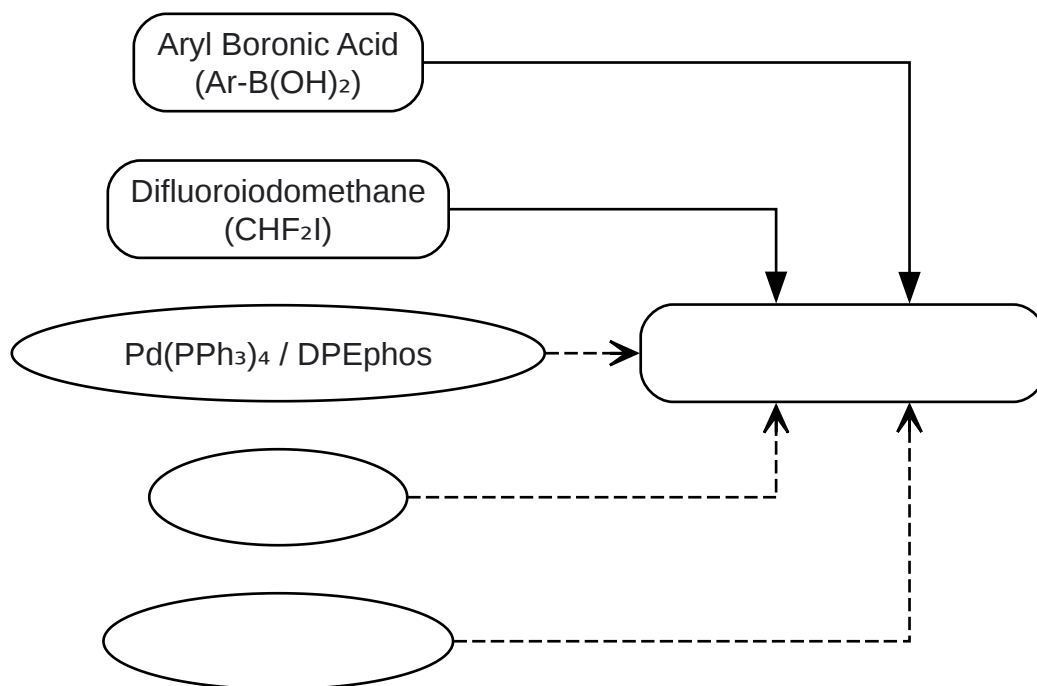 Aryl Boronic Acid
(Ar-B(OH)₂)
Difluoroiodomethane
(CHF₂I)
Pd(PPh₃)₄ / DPEphos